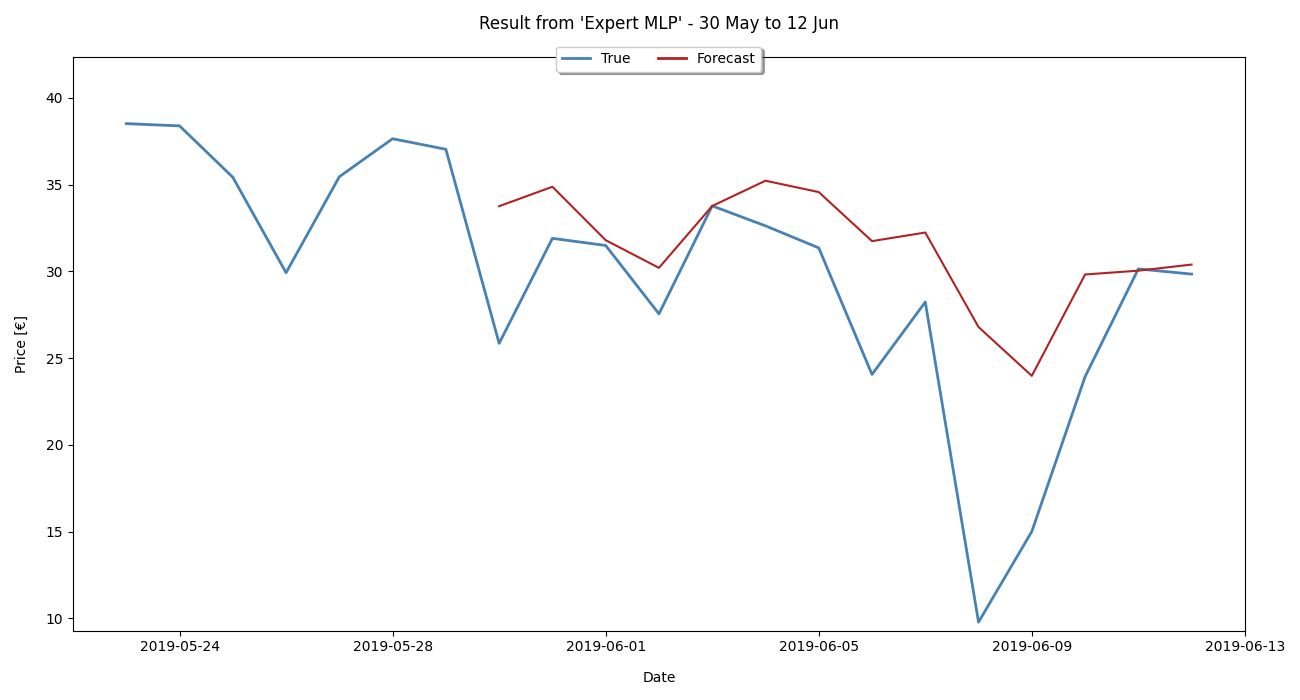 Result from 'Expert MLP' - 30 May to 12 Jun
True Forecast
40
35
30
25
20
15
10
Price [€]
2019-05-24 2019-05-28 2019-06-01 2019-06-05 2019-06-09 2019-06-13
Date